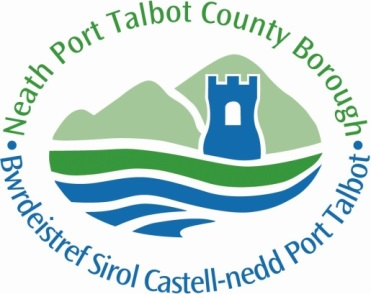 Neath Port Talbot County Borough
Bwrdeistref Sirol Castell-nedd Port Talbot